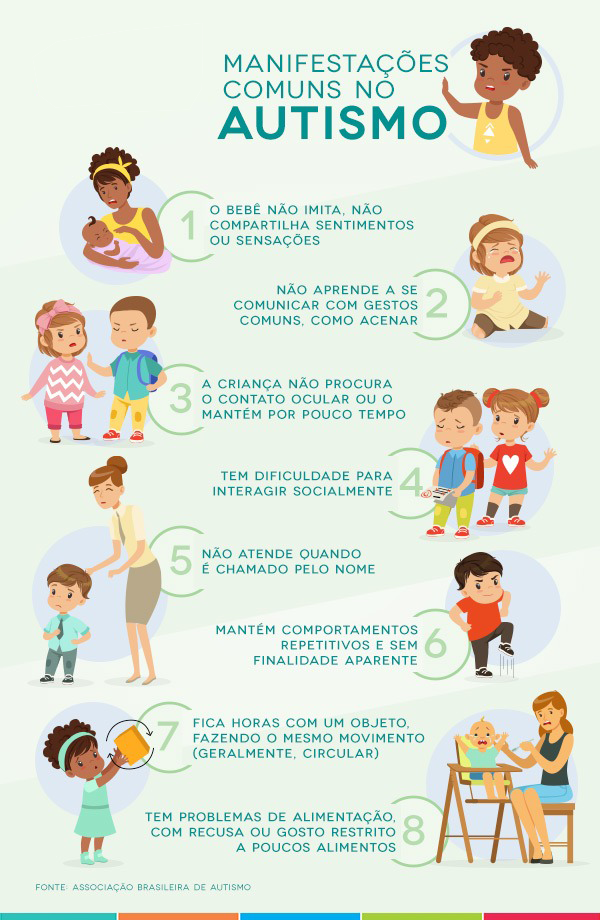 MANIFESTAÇÕES
COMUNS NO
AUTISMO
1
O BEBÊ NÃO IMITA, NÃO
COMPARTILHA SENTIMENTOS
OU SENSAÇÕES
NÃO APRENDE A SE
COMUNICAR COM GESTOS
COMUNS, COMO ACENAR
2
3
A CRIANÇA NÃO PROCURA
O CONTATO OCULAR OU O
MANTÉM POR POUCO TEMPO
TEM DIFICULDADE PARA
INTERAGIR SOCIALMENTE
4
5
NÃO ATENDE QUANDO
É CHAMADO PELO NOME
MANTÉM COMPORTAMENTOS
REPETITIVOS E SEM
FINALIDADE APARENTE
6
7
FICA HORAS COM UM OBJETO,
FAZENDO O MESMO MOVIMENTO
(GERALMENTE, CIRCULAR)
TEM PROBLEMAS DE ALIMENTAÇÃO,
COM RECUSA OU GOSTO RESTRITO
A POUCOS ALIMENTOS
8
FONTE: ASSOCIAÇÃO BRASILEIRA DE AUTISMO